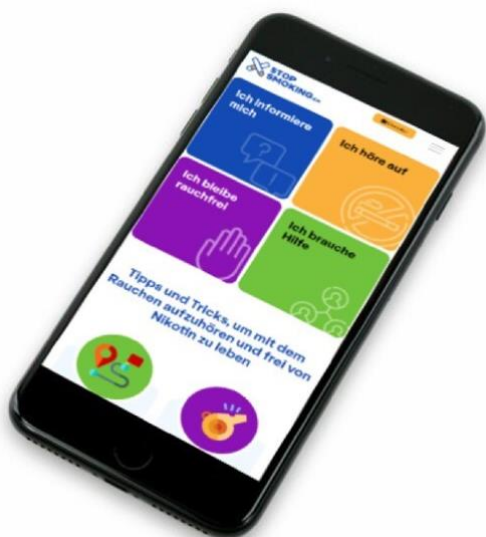 STOP
SMOKING
Ich informiere
mich
Ich höre auf
Ich bleibe
rauchfrei
Ich brauche
Hilfe
Tipps und Tricks, um mit dem
Rauchen aufzuhören und frei von
Nikotin zu leben